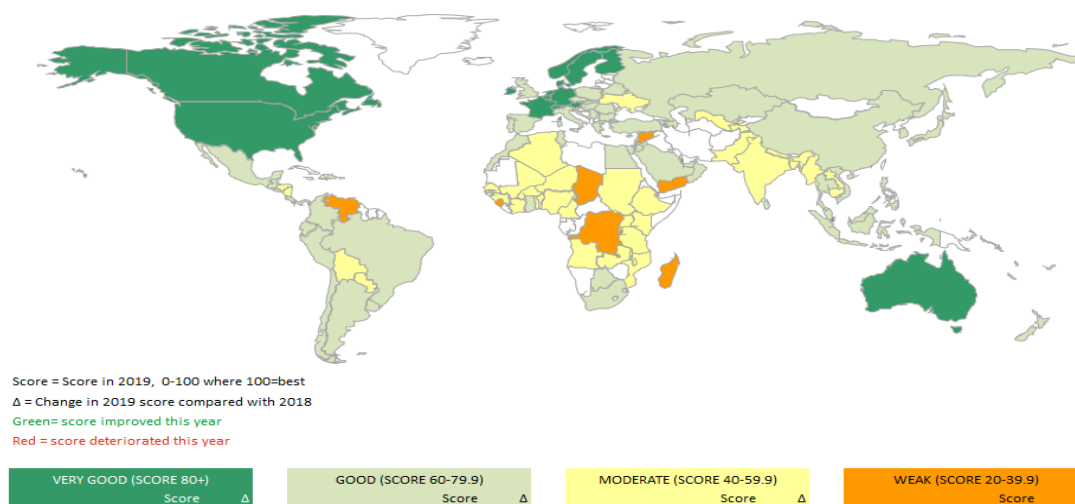 Score = Score in 2019,  0-100 where 100=best
Δ = Change in 2019 score compared with 2018
Green= score improved this year
Red = score deteriorated this year
VERY GOOD (SCORE 80+)
Score Δ
GOOD (SCORE 60-79.9)
Score Δ
MODERATE (SCORE 40-59.9)
Score Δ
WEAK (SCORE 20-39.9)
Score